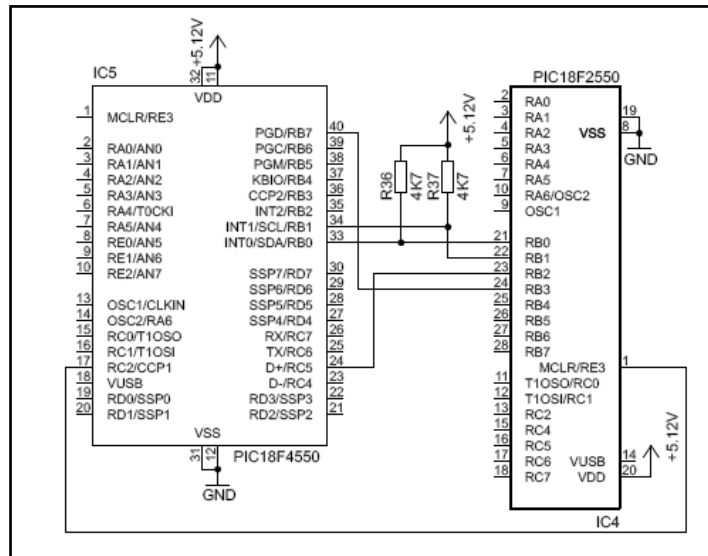 IC5
+5.12V
32
11
VDD
1 MCLR/RE3
2 RA0/AN0
3 RA1/AN1
4 RA2/AN2
5 RA3/AN3
6 RA4/T0CKI
7 RA5/AN4
8 RE0/AN5
9 RE1/AN6
10 RE2/AN7
13 OSC1/CLKIN
14 OSC2/RA6
15 RC0/T1OSO
16 RC1/T1OSI
17 RC2/CCP1
18 VUSB
19 RD0/SSP0
20 RD1/SSP1
PGD/RB7 40
PGC/RB6 39
PGM/RB5 38
KBIO/RB4 37
CCP2/RB3 36
INT2/RB2 35
INT1/SCL/RB1 34
INT0/SDA/RB0 33
SSP7/RD7 30
SSP6/RD6 29
SSP5/RD5 28
SSP4/RD4 27
RX/RC7 26
TX/RC6 25
D+/RC5 24
D-/RC4 23
RD3/SSP3 22
RD2/SSP2 21
VSS
31
12
PIC18F4550
GND
+5.12V
R36
4K7
R37
4K7
PIC18F2550
2 RA0
3 RA1
4 RA2
5 RA3
6 RA4
7 RA5
10 RA6/OSC2
9 OSC1
21 RB0
22 RB1
23 RB2
24 RB3
25 RB4
26 RB5
27 RB6
28 RB7
MCLR/RE3 1
11 T1OSO/RC0
12 T1OSI/RC1
13 RC2
15 RC4
16 RC5
17 RC6
18 RC7
19
VSS 8
GND
VUSB 14
VDD 20
+5.12V
IC4